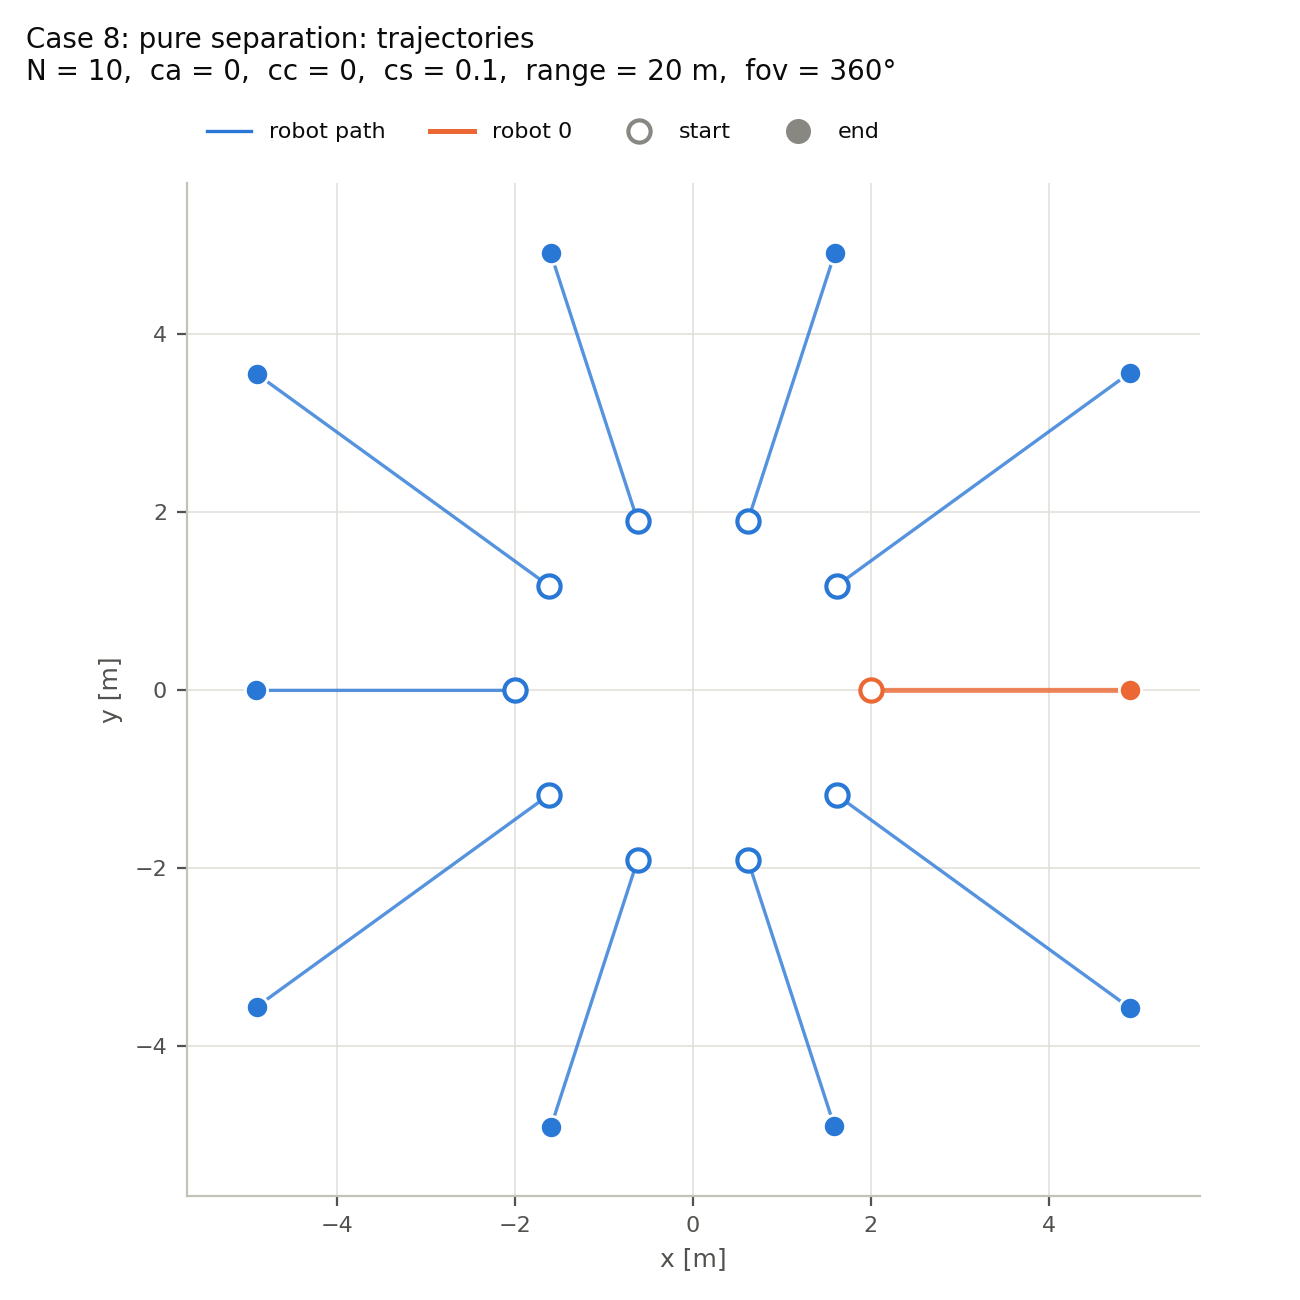 Case 8: pure separation: trajectories
N = 10,  ca = 0,  cc = 0,  cs = 0.1,  range = 20 m,  fov = 360°
robot path robot 0 start end
4
2
0
−2
−4
y [m]
−4 −2 0 2 4
x [m]